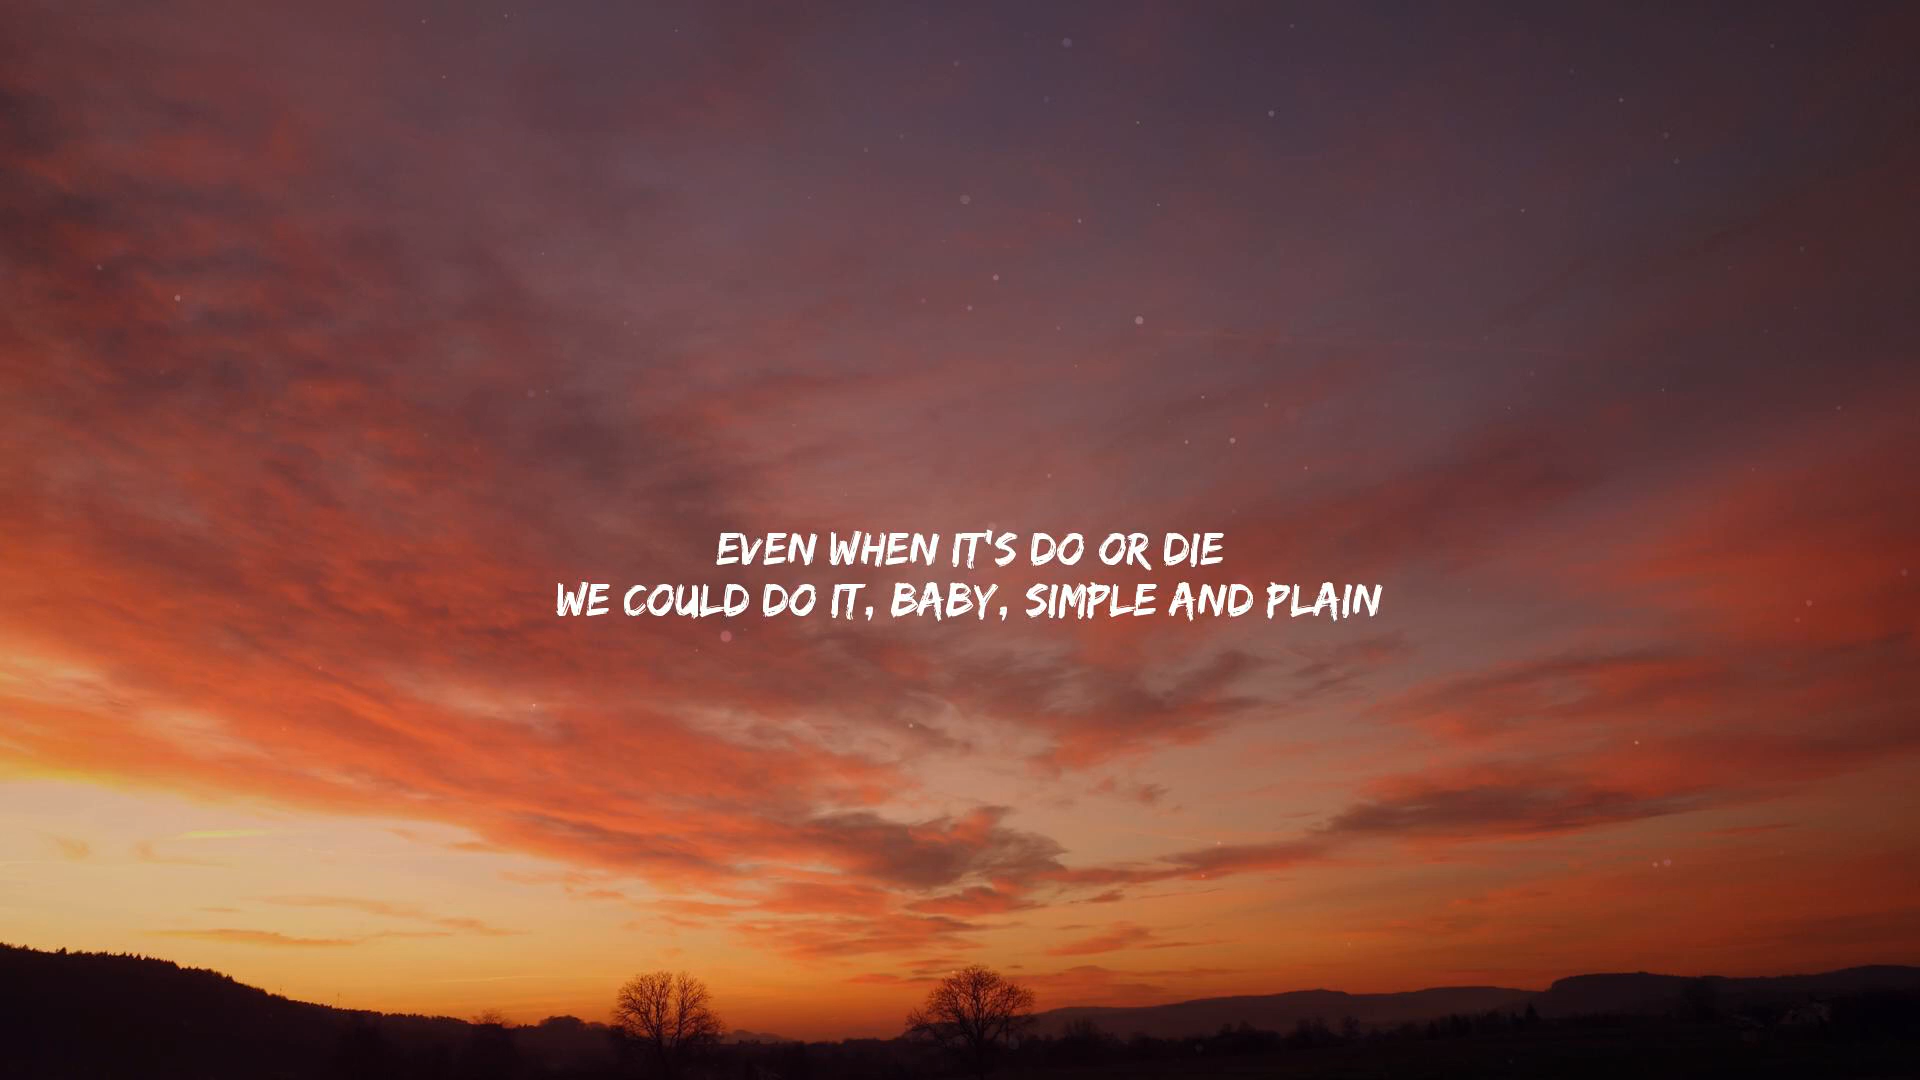 EVEN WHEN IT'S DO OR DIE
WE COULD DO IT, BABY, SIMPLE AND PLAIN